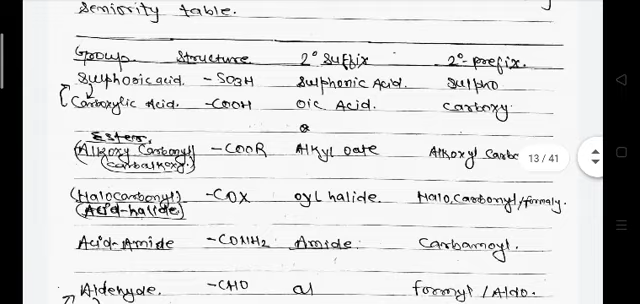 Seniority table.
Group Structure 2° Suffix 2°-prefix.
Sulphooic acid -SO3H Sulphonic Acid. Sulpho
Carboxylic Acid. -COOH Oic Acid. Carboxy.
Ester.
(Alkoxy Carbonyl) -COOR Alkyl oate Alkoxyl Carbo
(carbalkoxy)
13 / 41
(Halocarbonyl) -COX oyl halide. Halo.carbonyl/formaly.
(Acid-halide)
Acid-Amide -CONH2 Amide. Carbamoyl.
Aldehyde. -CHO al formyl / Aldo.